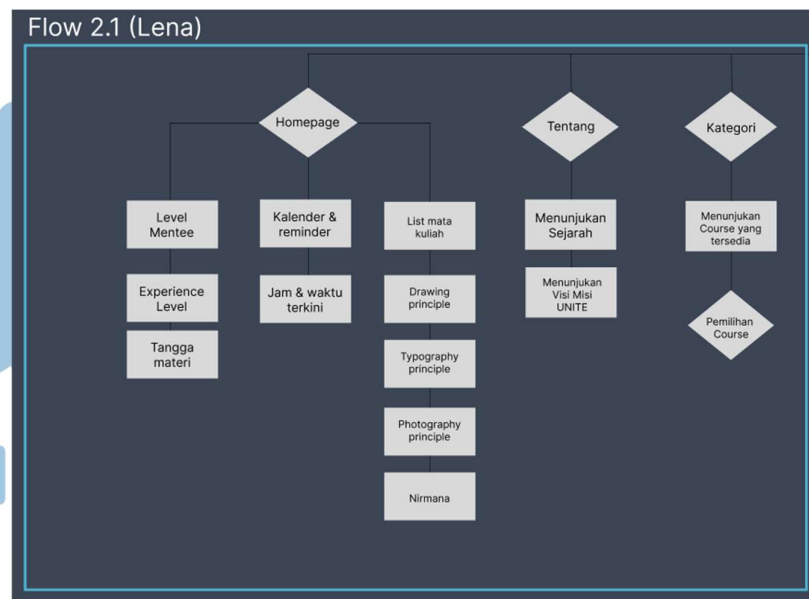 Flow 2.1 (Lena)
Homepage
Tentang
Kategori
Level
Mentee
Kalender &
reminder
List mata
kuliah
Menunjukan
Sejarah
Menunjukan
Course yang
tersedia
Experience
Level
Jam & waktu
terkini
Drawing
principle
Menunjukan
Visi Misi
UNITE
Pemilihan
Course
Tangga
materi
Typography
principle
Photography
principle
Nirmana